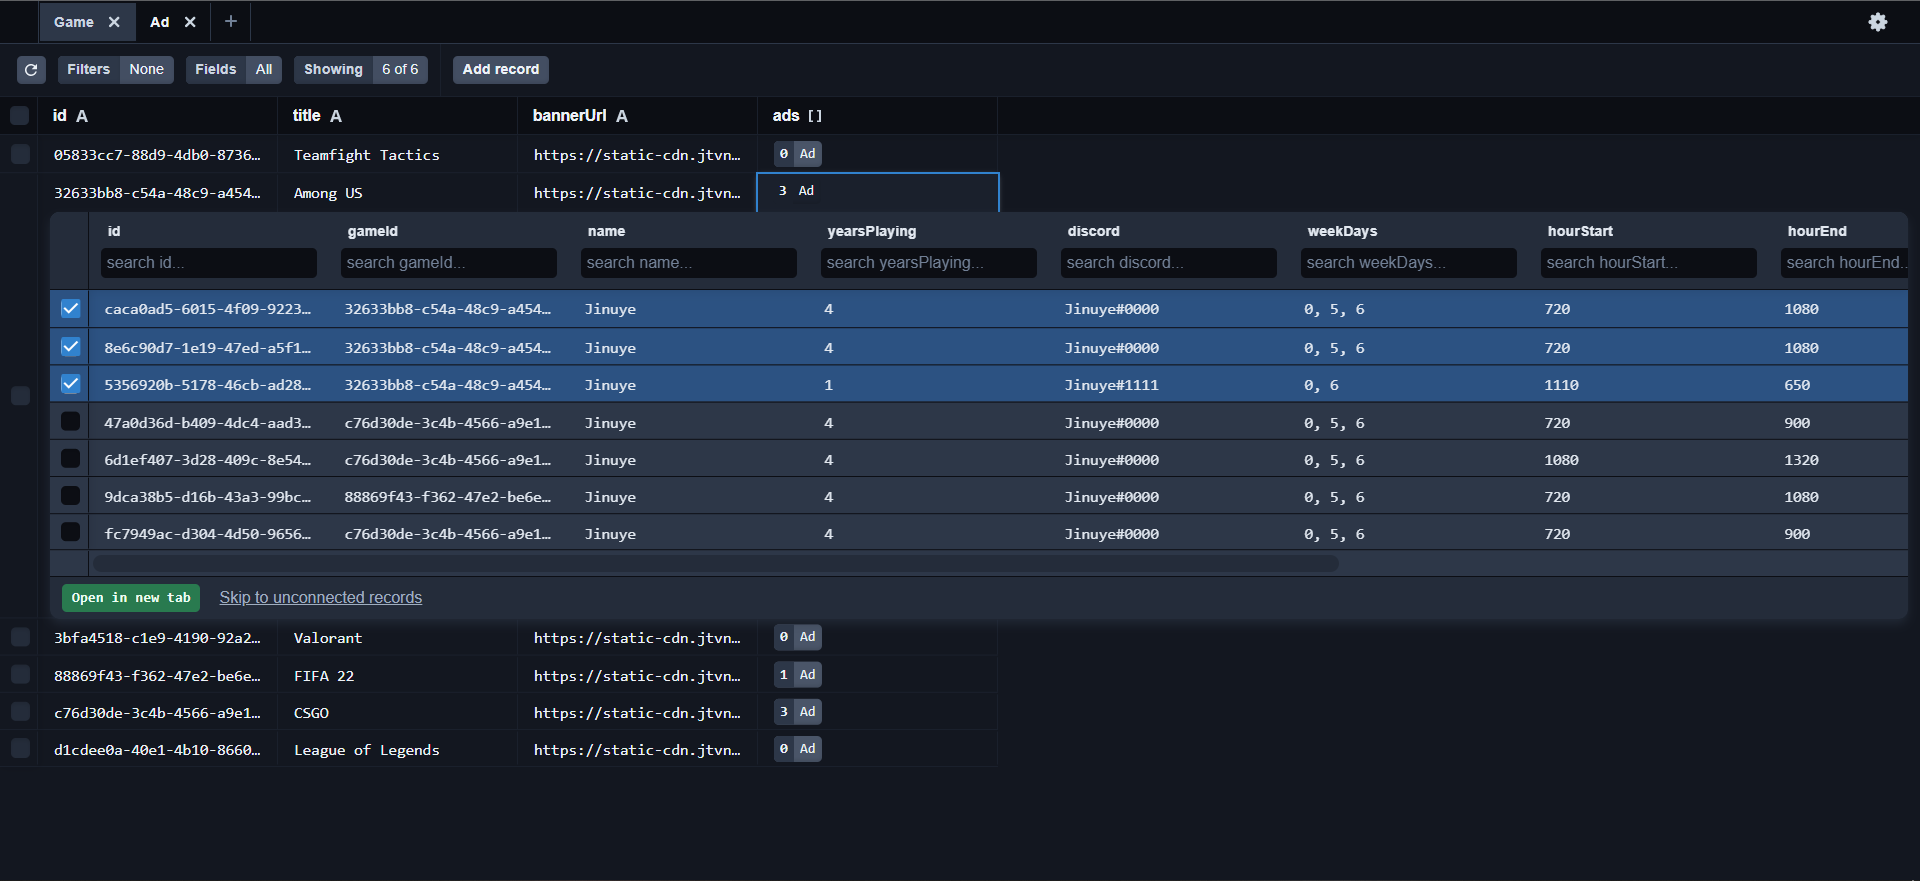 Game Ad +
Filters None Fields All Showing 6 of 6 Add record
id A title A bannerUrl A ads []
05833cc7-88d9-4db0-8736… Teamfight Tactics https://static-cdn.jtvn… 0 Ad
32633bb8-c54a-48c9-a454… Among US https://static-cdn.jtvn… 3 Ad
id gameId name yearsPlaying discord weekDays hourStart hourEnd
search id... search gameId... search name... search yearsPlaying... search discord... search weekDays... search hourStart... search hourEnd..
caca0ad5-6015-4f09-9223… 32633bb8-c54a-48c9-a454… Jinuye 4 Jinuye#0000 0, 5, 6 720 1080
8e6c90d7-1e19-47ed-a5f1… 32633bb8-c54a-48c9-a454… Jinuye 4 Jinuye#0000 0, 5, 6 720 1080
5356920b-5178-46cb-ad28… 32633bb8-c54a-48c9-a454… Jinuye 1 Jinuye#1111 0, 6 1110 650
47a0d36d-b409-4dc4-aad3… c76d30de-3c4b-4566-a9e1… Jinuye 4 Jinuye#0000 0, 5, 6 720 900
6d1ef407-3d28-409c-8e54… c76d30de-3c4b-4566-a9e1… Jinuye 4 Jinuye#0000 0, 5, 6 1080 1320
9dca38b5-d16b-43a3-99bc… 88869f43-f362-47e2-be6e… Jinuye 4 Jinuye#0000 0, 5, 6 720 1080
fc7949ac-d304-4d50-9656… c76d30de-3c4b-4566-a9e1… Jinuye 4 Jinuye#0000 0, 5, 6 720 900
Open in new tab Skip to unconnected records
3bfa4518-c1e9-4190-92a2… Valorant https://static-cdn.jtvn… 0 Ad
88869f43-f362-47e2-be6e… FIFA 22 https://static-cdn.jtvn… 1 Ad
c76d30de-3c4b-4566-a9e1… CSGO https://static-cdn.jtvn… 3 Ad
d1cdee0a-40e1-4b10-8660… League of Legends https://static-cdn.jtvn… 0 Ad